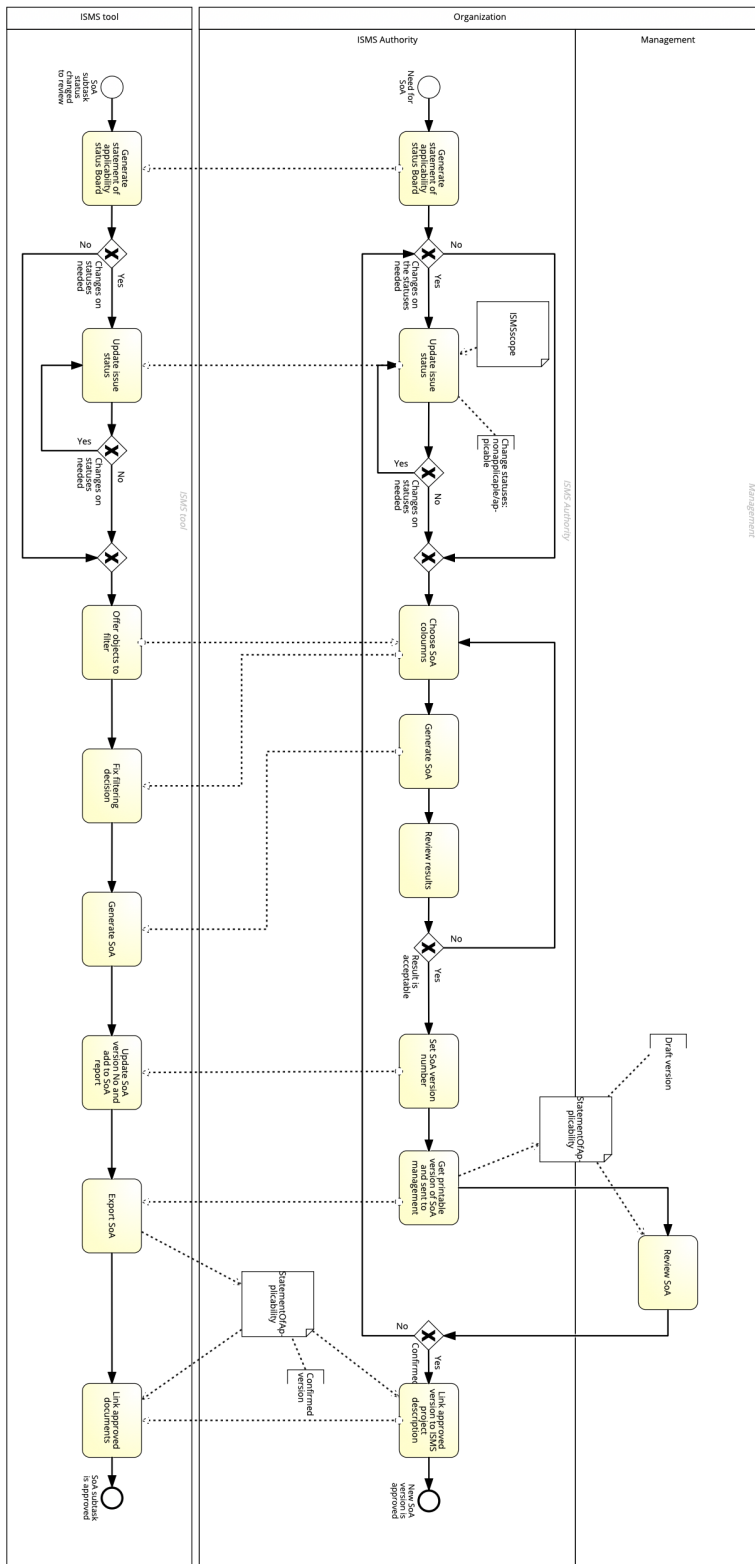 ISMS tool
Organization
ISMS Authority
Management
SoA
subtask
status
changed
to review
Need for
SoA
Generate
statement of
applicability
status Board
Generate
statement of
applicability
status Board
No
Yes
Changes on
statuses
needed
No
Yes
Changes on
the statuses
needed
ISMSscope
Update issue
status
Update issue
status
Change statuses:
nonapplicaple/ap-
picable
Yes
No
Changes on
statuses
needed
Yes
No
Changes on
statuses
needed
ISMS tool
ISMS Authority
Management
Offer objects to
filter
Choose SoA
coloumns
Generate SoA
Fix filtering
decision
Review results
Generate SoA
No
Yes
Result is
acceptable
Update SoA
version No and
add to SoA
report
Set SoA version
number
Draft version
StatementOfAp-
plicability
Get printable
version of SoA
and sent to
management
Export SoA
Review SoA
StatementOfAp-
plicability
Confirmed
version
No
Yes
Confirmed
Link approved
documents
Link approved
version to ISMS
project
description
SoA subtask
is approved
New SoA
version is
approved